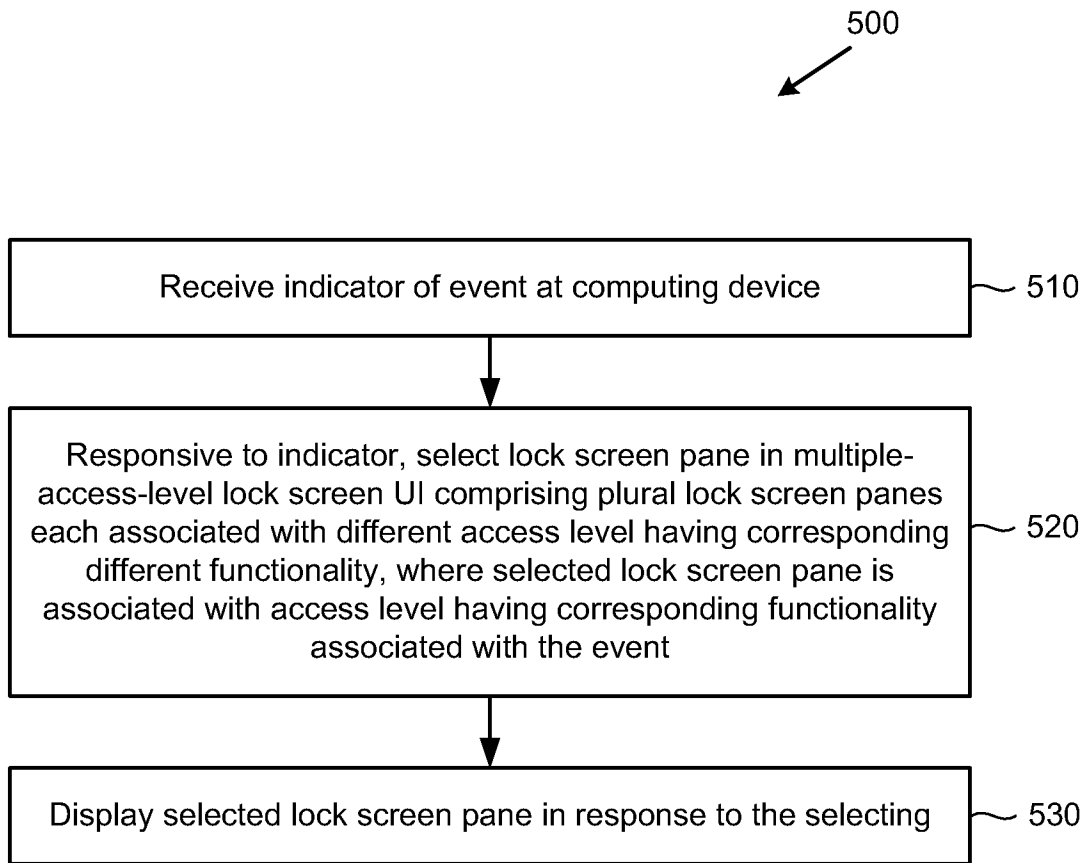 500
Receive indicator of event at computing device
510
Responsive to indicator, select lock screen pane in multiple-
access-level lock screen UI comprising plural lock screen panes
each associated with different access level having corresponding
different functionality, where selected lock screen pane is
associated with access level having corresponding functionality
associated with the event
520
Display selected lock screen pane in response to the selecting
530